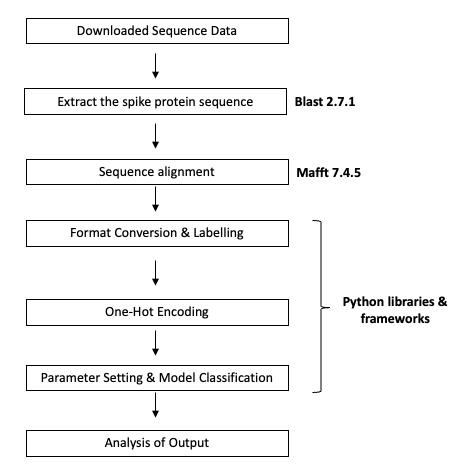 Downloaded Sequence Data
Extract the spike protein sequence
Blast 2.7.1
Sequence alignment
Mafft 7.4.5
Format Conversion & Labelling
One-Hot Encoding
Python libraries &
frameworks
Parameter Setting & Model Classification
Analysis of Output